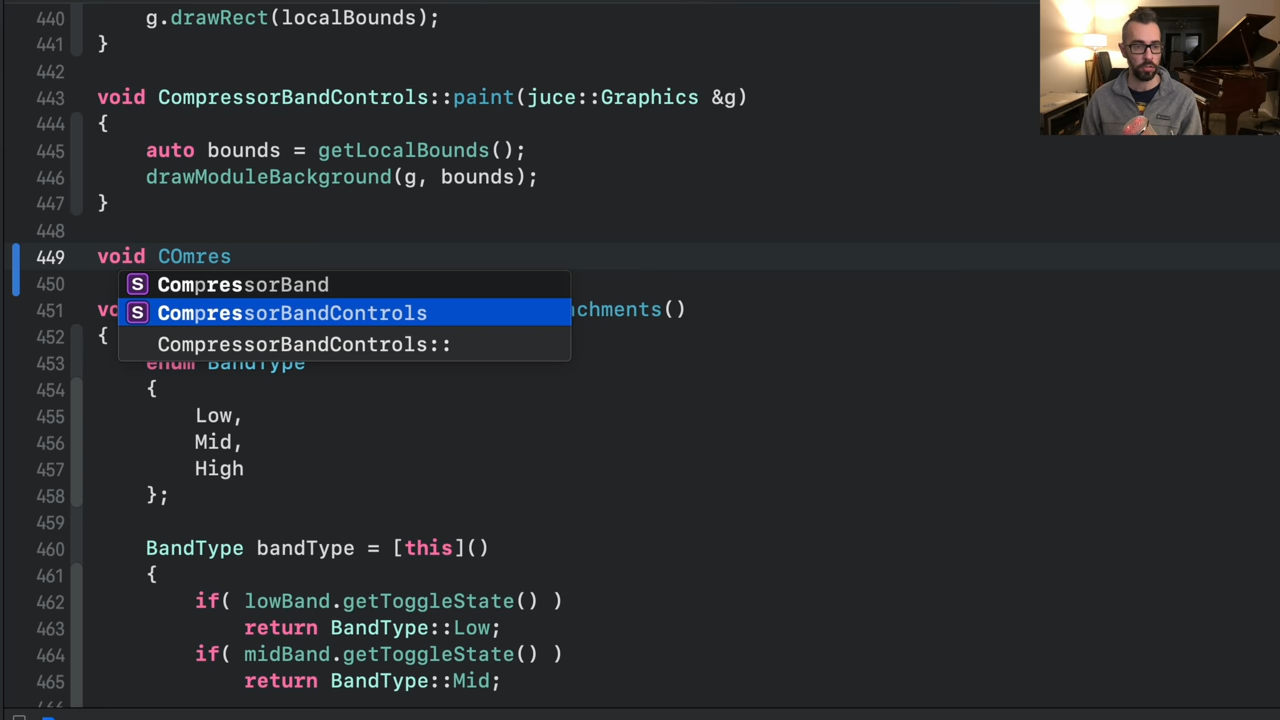 440 g.drawRect(localBounds);
441 }
442
443 void CompressorBandControls::paint(juce::Graphics &g)
444 {
445 auto bounds = getLocalBounds();
446 drawModuleBackground(g, bounds);
447 }
448
449 void COmres
450 S CompressorBand
451 S CompressorBandControls chments()
452 { CompressorBandControls::
453 enum BandType
454 {
455 Low,
456 Mid,
457 High
458 };
459
460 BandType bandType = [this]()
461 {
462 if( lowBand.getToggleState() )
463 return BandType::Low;
464 if( midBand.getToggleState() )
465 return BandType::Mid;